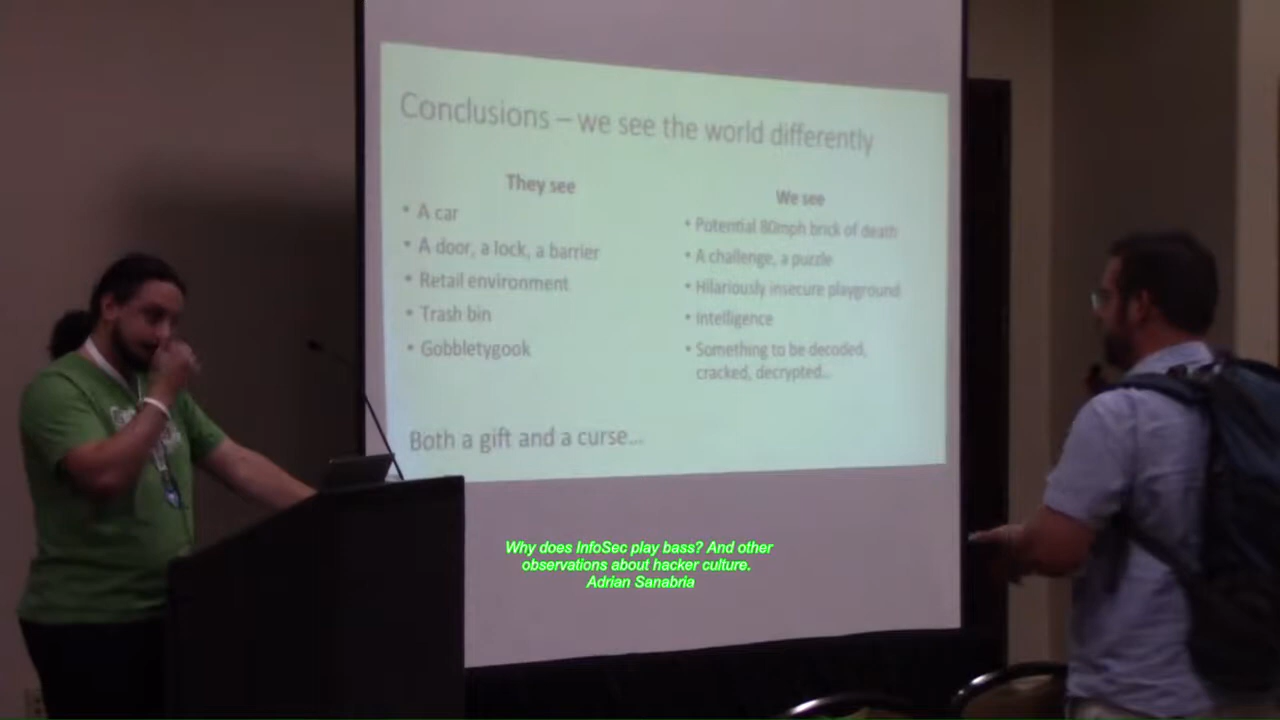 Conclusions – we see the world differently
They see
• A car
• A door, a lock, a barrier
• Retail environment
• Trash bin
• Gobbletygook
We see
• Potential 80mph brick of death
• A challenge, a puzzle
• Hilariously insecure playground
• Intelligence
• Something to be decoded,
cracked, decrypted…
Both a gift and a curse…
Why does InfoSec play bass? And other
observations about hacker culture.
Adrian Sanabria